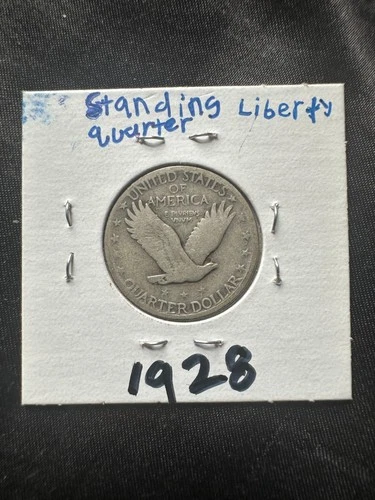 Standing Liberty
quarter
UNITED STATES
OF
AMERICA
E PLURIBUS
UNUM
QUARTER DOLLAR
1928